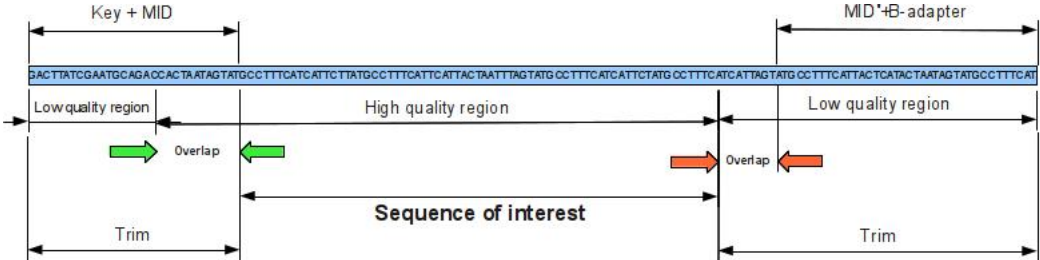 Key + MID
MID*+B-adapter
GACTTATCGAATGCAGACCACTAATAGTATGCCTTTCATCATTCTTATGCCTTTCATTCATTACTAATTTAGTATGCCTTTCATCATTCTATGCCTTTCATCATTAGTATGCCTTTCATTACTCATACTAATAGTATGCCTTTCAT
Low quality region
High quality region
Low quality region
Overlap
Overlap
Sequence of interest
Trim
Trim